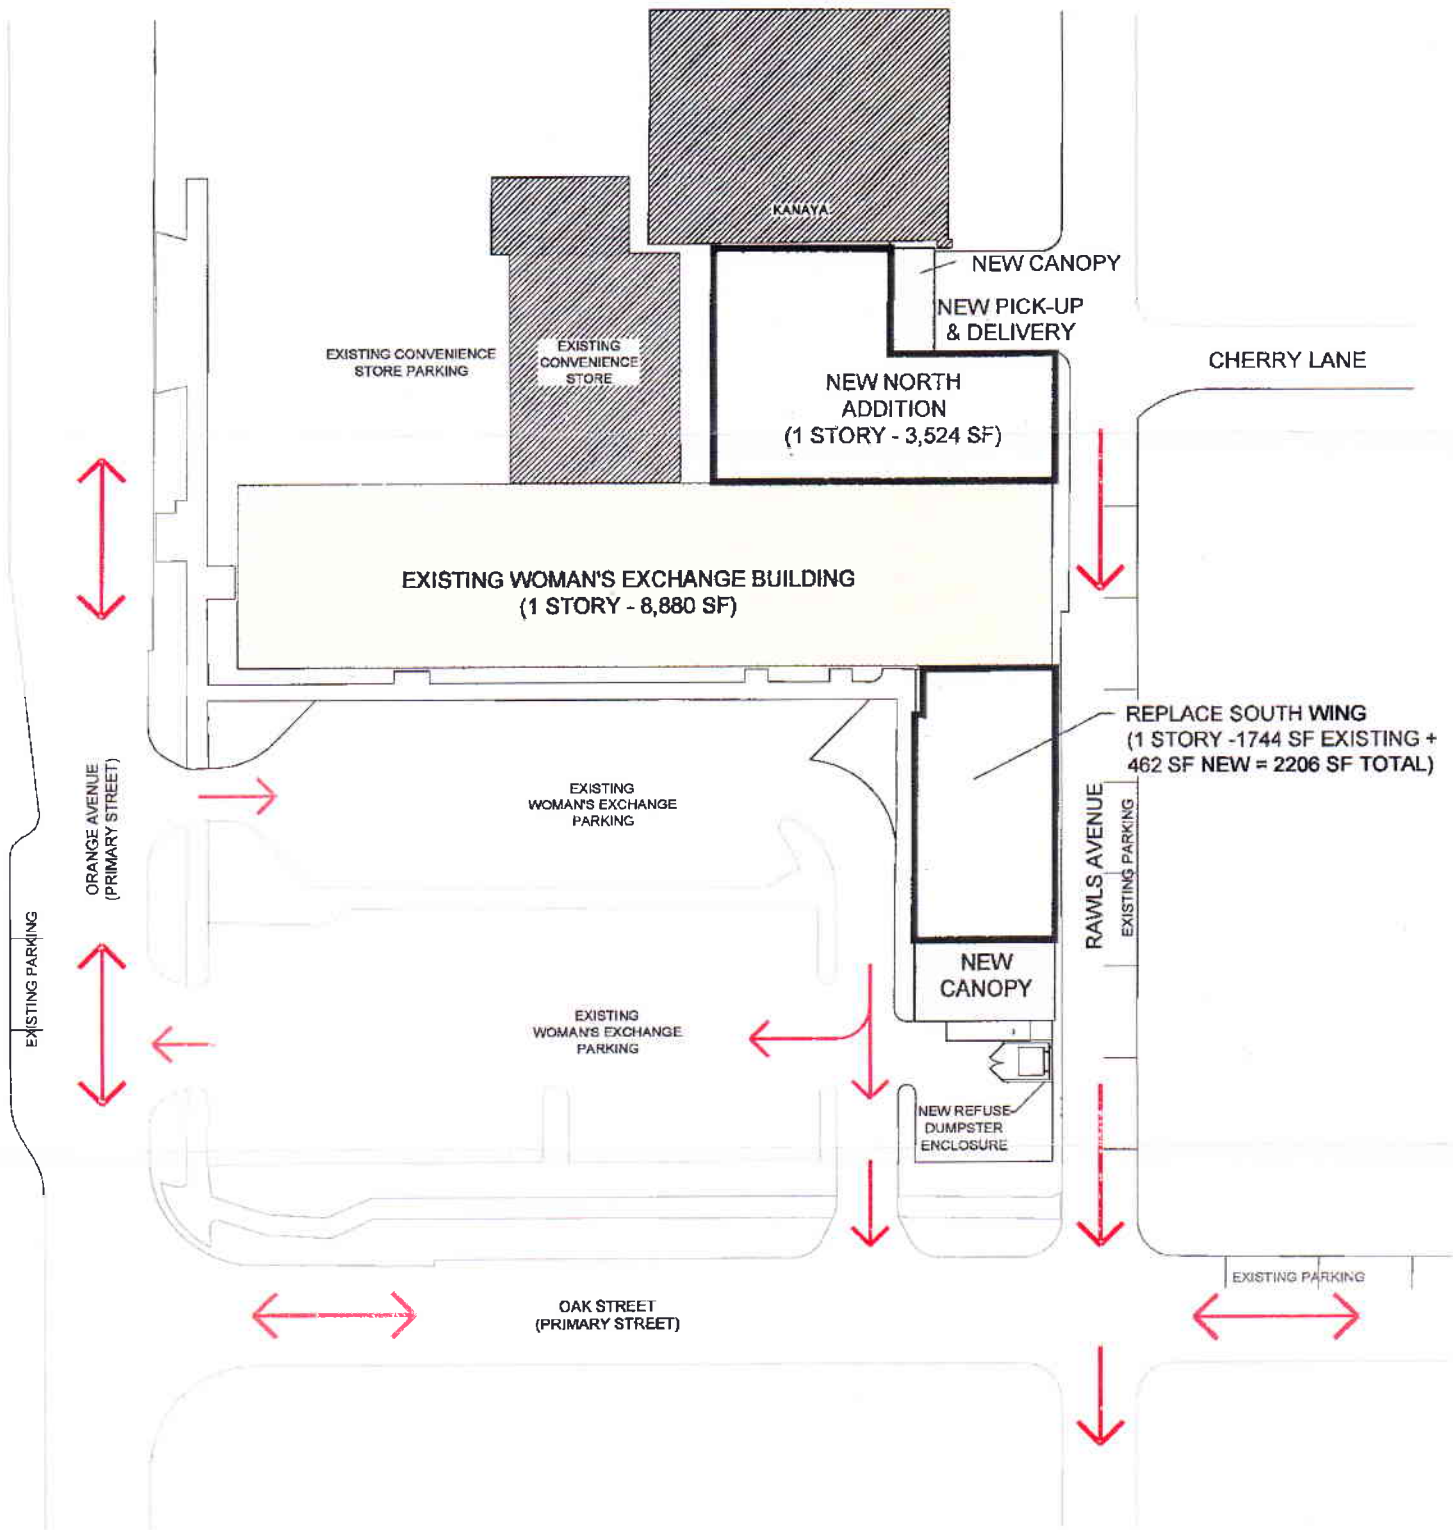 KANAYA
NEW CANOPY
NEW PICK-UP
& DELIVERY
EXISTING CONVENIENCE
STORE PARKING
EXISTING
CONVENIENCE
STORE
CHERRY LANE
NEW NORTH
ADDITION
(1 STORY - 3,524 SF)
EXISTING WOMAN'S EXCHANGE BUILDING
(1 STORY - 8,880 SF)
REPLACE SOUTH WING
(1 STORY -1744 SF EXISTING +
462 SF NEW = 2206 SF TOTAL)
ORANGE AVENUE
(PRIMARY STREET)
EXISTING
WOMAN'S EXCHANGE
PARKING
RAWLS AVENUE
EXISTING PARKING
EXISTING PARKING
NEW
CANOPY
EXISTING
WOMAN'S EXCHANGE
PARKING
NEW REFUSE
DUMPSTER
ENCLOSURE
EXISTING PARKING
OAK STREET
(PRIMARY STREET)